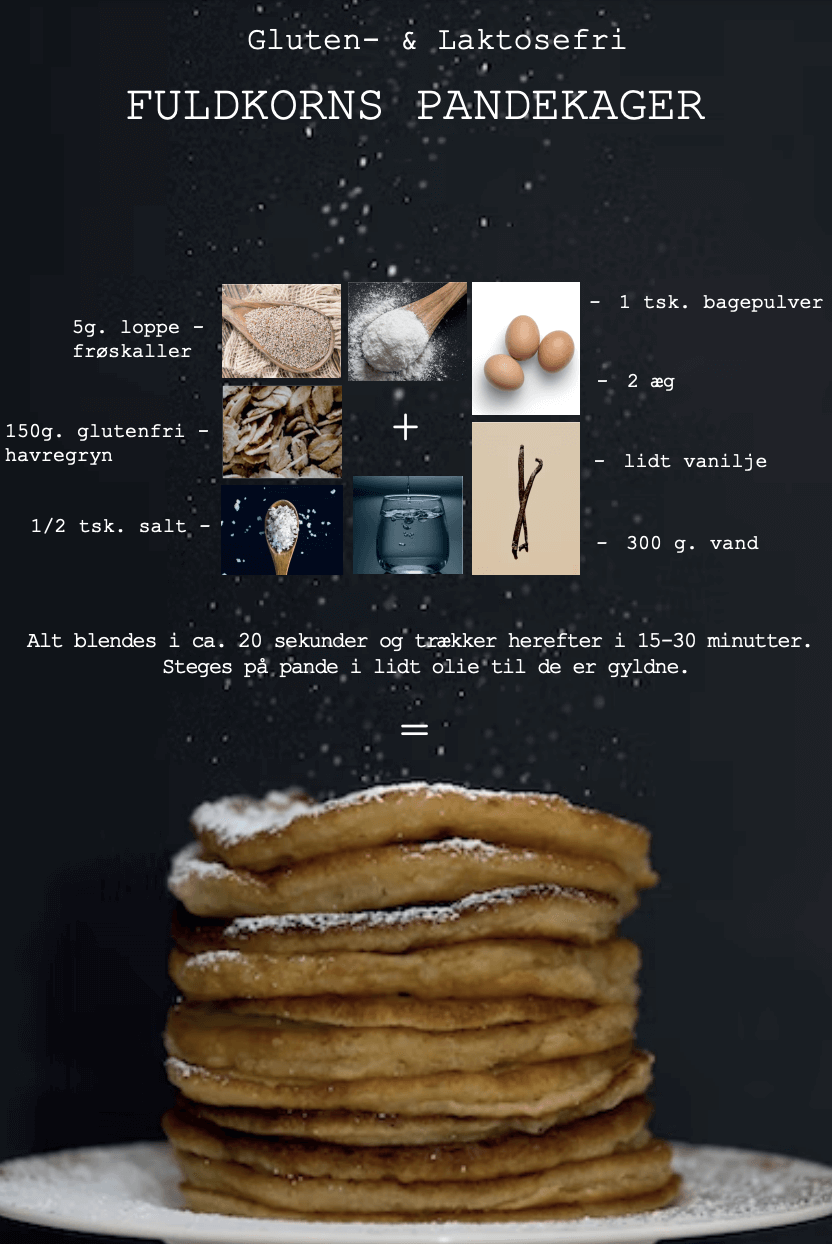 Gluten- & Laktosefri
FULDKORNS PANDEKAGER
5g. loppe -
frøskaller
150g. glutenfri -
havregryn
1/2 tsk. salt -
+
- 1 tsk. bagepulver
- 2 æg
- lidt vanilje
- 300 g. vand
Alt blendes i ca. 20 sekunder og trækker herefter i 15-30 minutter.
Steges på pande i lidt olie til de er gyldne.
=